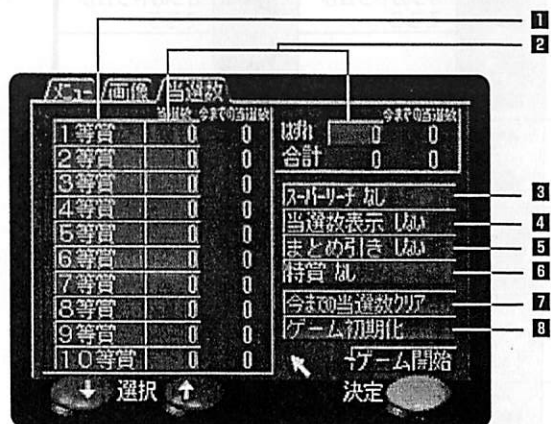 1
2
メニュー 画像 当選数
当選数 今までの当選数
今までの当選数
1等賞 0 0
はずれ 0 0
2等賞 0 0
合計 0 0
3等賞 0 0
スーパーリーチ なし
3
4等賞 0 0
当選数表示 しない
4
5等賞 0 0
まとめ引き しない
5
6等賞 0 0
特賞 なし
6
7等賞 0 0
今までの当選数クリア
7
8等賞 0 0
ゲーム初期化
8
9等賞 0 0
10等賞 0 0
ゲーム開始
選択
決定